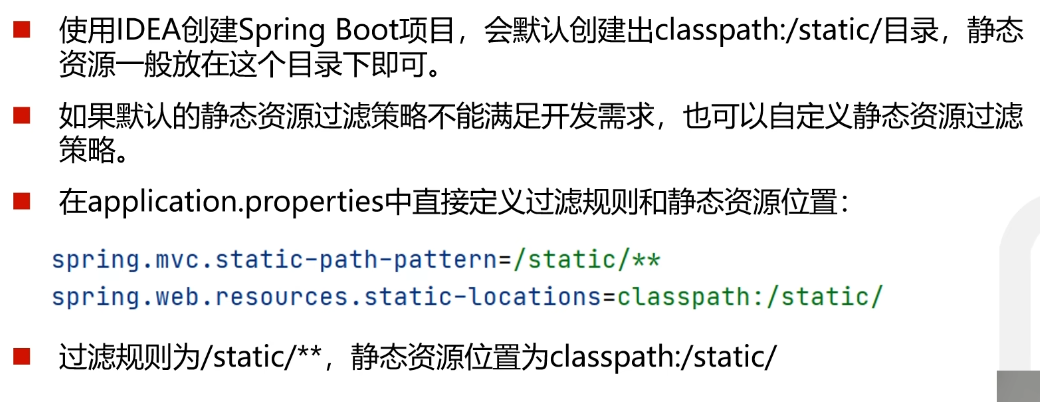 使用IDEA创建Spring Boot项目，会默认创建出classpath:/static/目录，静态
资源一般放在这个目录下即可。
如果默认的静态资源过滤策略不能满足开发需求，也可以自定义静态资源过滤
策略。
在application.properties中直接定义过滤规则和静态资源位置：
spring.mvc.static-path-pattern=/static/**
spring.web.resources.static-locations=classpath:/static/
过滤规则为/static/**，静态资源位置为classpath:/static/